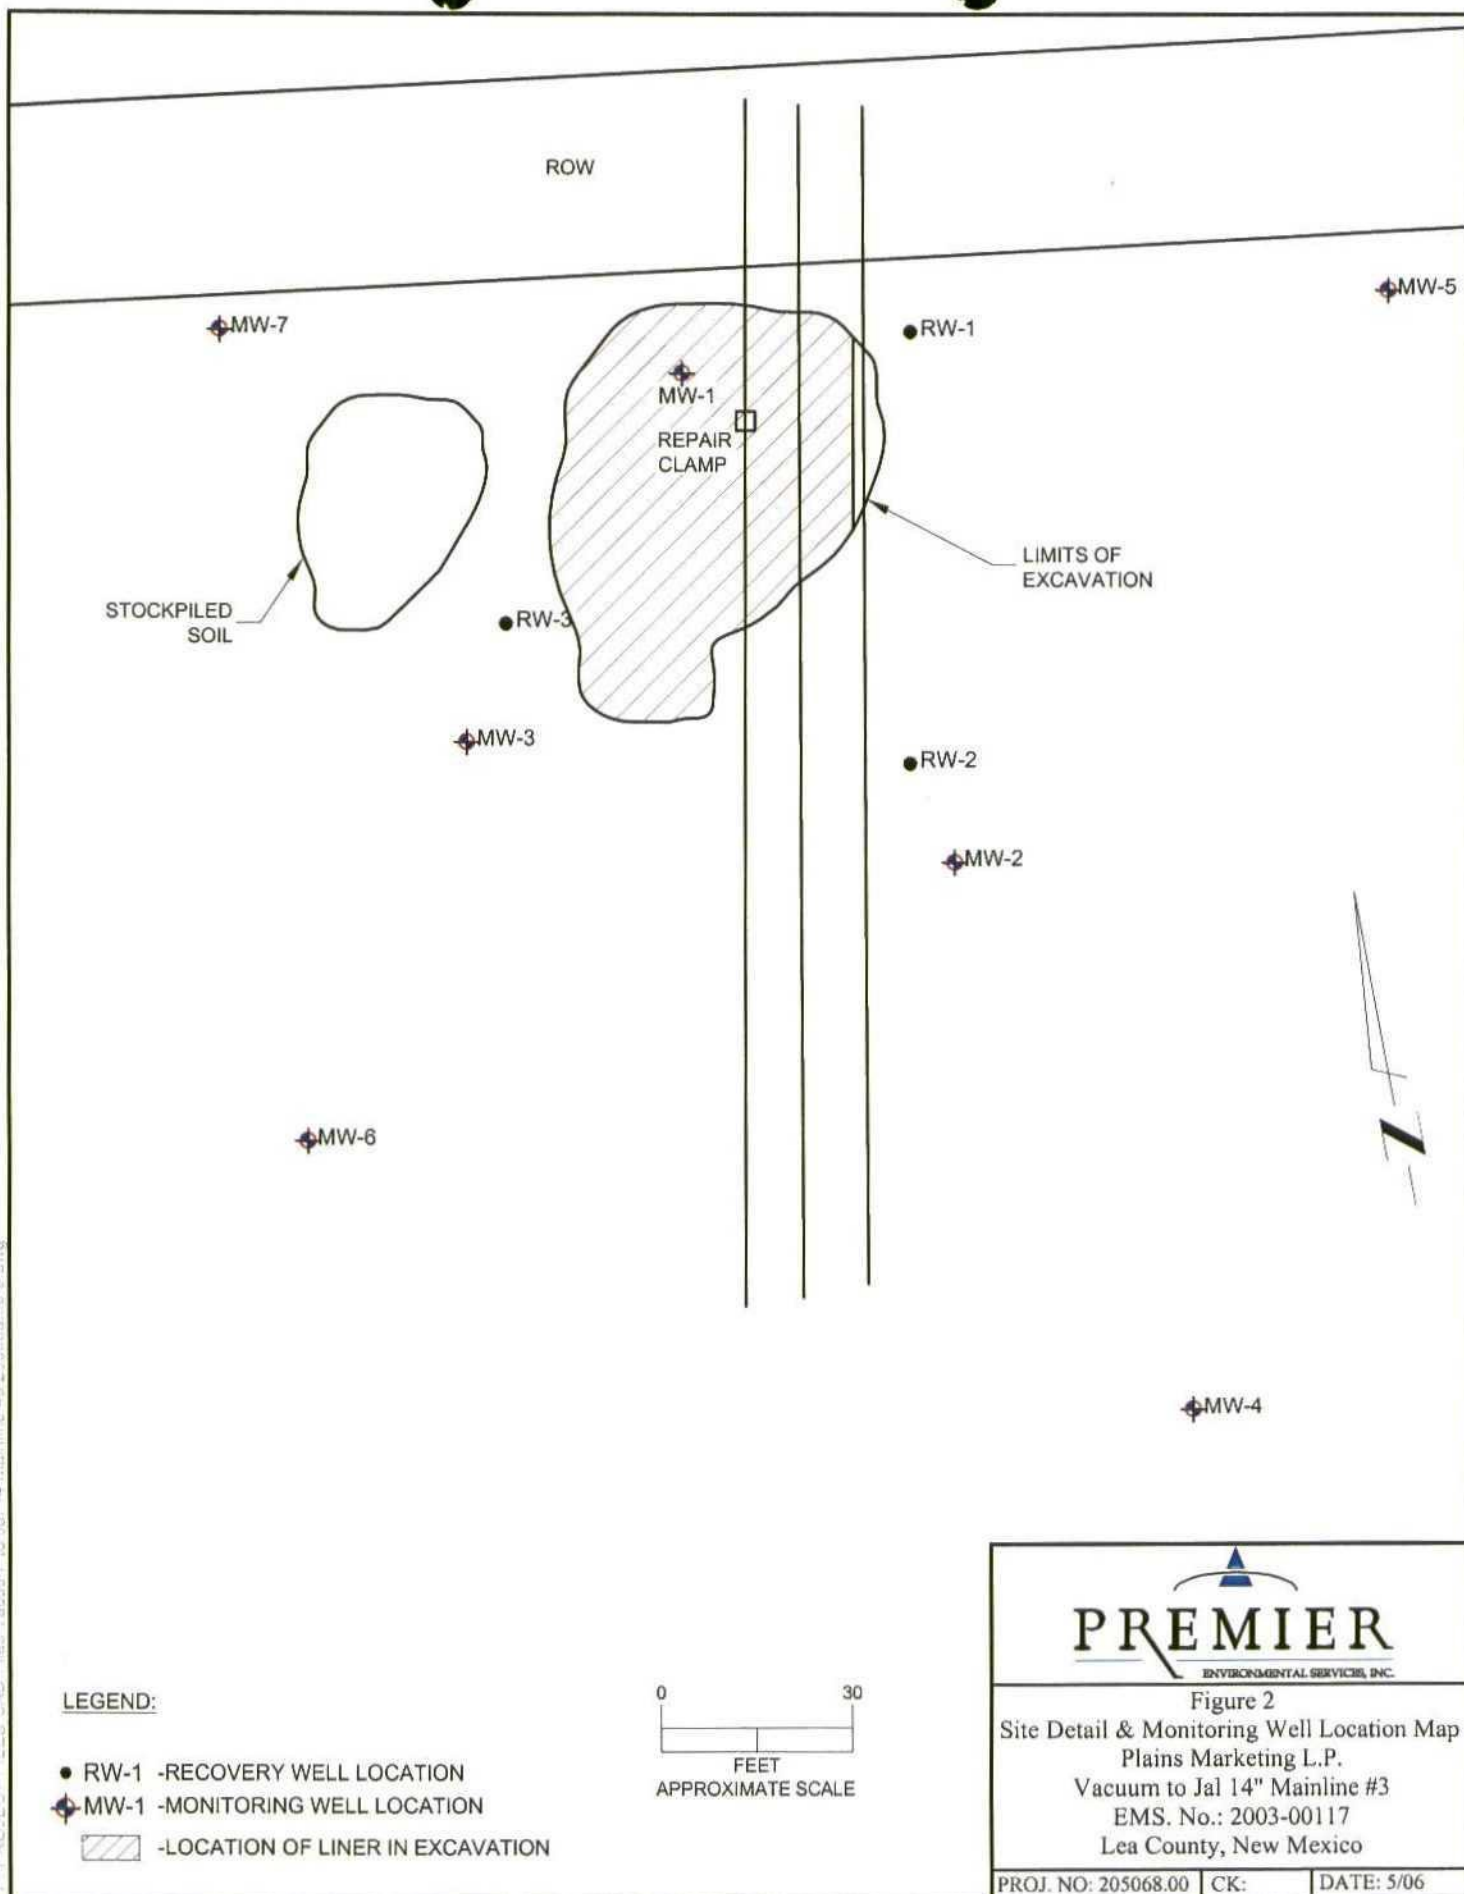 ROW
MW-5
MW-7
RW-1
MW-1
REPAIR
CLAMP
LIMITS OF
EXCAVATION
STOCKPILED
SOIL
RW-3
MW-3
RW-2
MW-2
N
MW-6
MW-4
LEGEND:
RW-1 -RECOVERY WELL LOCATION
MW-1 -MONITORING WELL LOCATION
-LOCATION OF LINER IN EXCAVATION
0 30
FEET
APPROXIMATE SCALE
PREMIER
ENVIRONMENTAL SERVICES, INC.
Figure 2
Site Detail & Monitoring Well Location Map
Plains Marketing L.P.
Vacuum to Jal 14" Mainline #3
EMS. No.: 2003-00117
Lea County, New Mexico
PROJ. NO: 205068.00 CK: DATE: 5/06